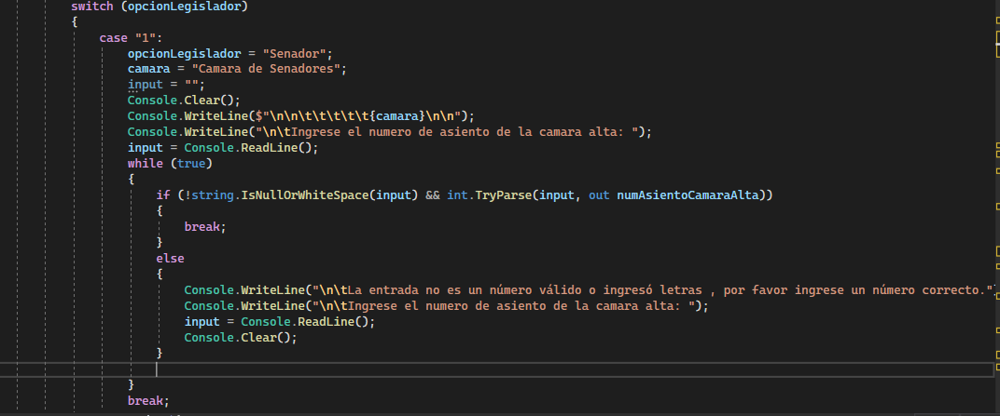 switch (opcionLegislador)
{
case "1":
opcionLegislador = "Senador";
camara = "Camara de Senadores";
input = "";
Console.Clear();
Console.WriteLine($"\n\n\t\t\t\t\t{camara}\n\n");
Console.WriteLine("\n\tIngrese el numero de asiento de la camara alta: ");
input = Console.ReadLine();
while (true)
{
if (!string.IsNullOrWhiteSpace(input) && int.TryParse(input, out numAsientoCamaraAlta))
{
break;
}
else
{
Console.WriteLine("\n\tLa entrada no es un número válido o ingresó letras , por favor ingrese un número correcto."
Console.WriteLine("\n\tIngrese el numero de asiento de la camara alta: ");
input = Console.ReadLine();
Console.Clear();
}
}
break;